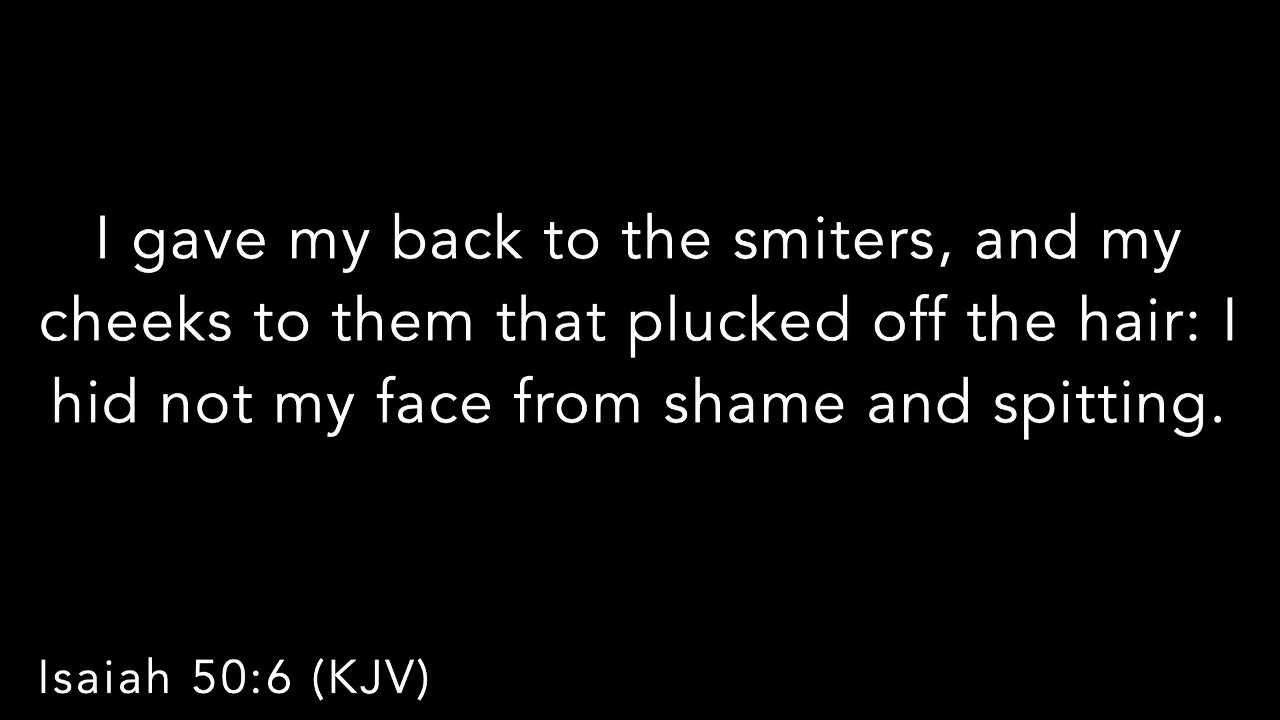 I gave my back to the smiters, and my
cheeks to them that plucked off the hair: I
hid not my face from shame and spitting.
Isaiah 50:6 (KJV)